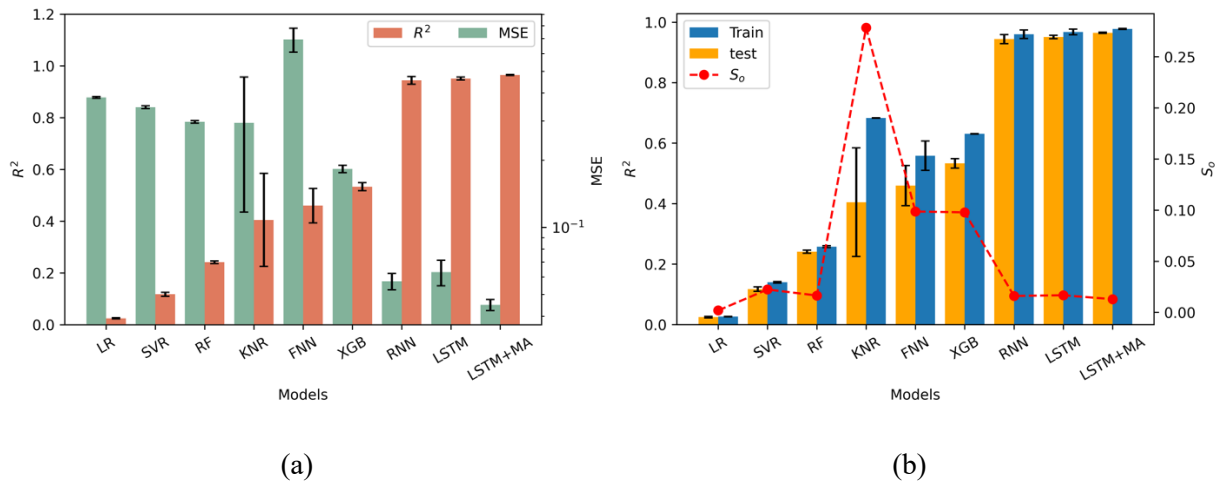 R² MSE
1.2
1.0
0.8
0.6
0.4
0.2
0.0
R²
10⁻¹
MSE
LR SVR RF KNR FNN XGB RNN LSTM LSTM+MA
Models
(a)
Train
test
Sₒ
1.0
0.8
0.6
0.4
0.2
0.0
R²
0.25
0.20
0.15
0.10
0.05
0.00
Sₒ
LR SVR RF KNR FNN XGB RNN LSTM LSTM+MA
Models
(b)